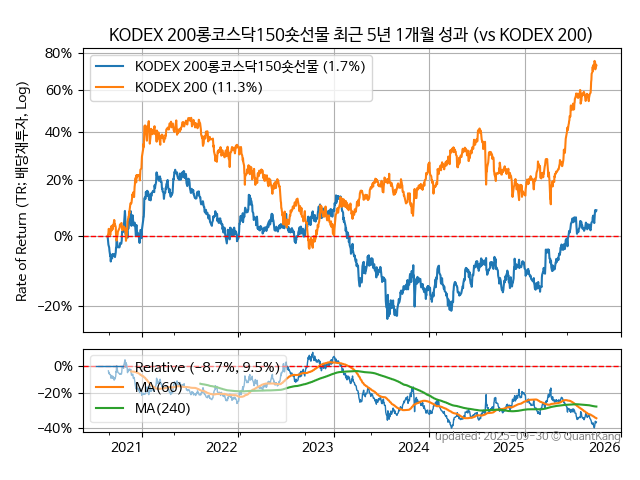 KODEX 200롱코스닥150숏선물 최근 5년 1개월 성과 (vs KODEX 200)
Rate of Return (TR: 배당재투자, Log)
80%
60%
40%
20%
0%
−20%
KODEX 200롱코스닥150숏선물 (1.7%)
KODEX 200 (11.3%)
0%
−20%
−40%
Relative (-8.7%, 9.5%)
MA(60)
MA(240)
2021
2022
2023
2024
2025
2026
updated: 2025-09-30 © QuantKang